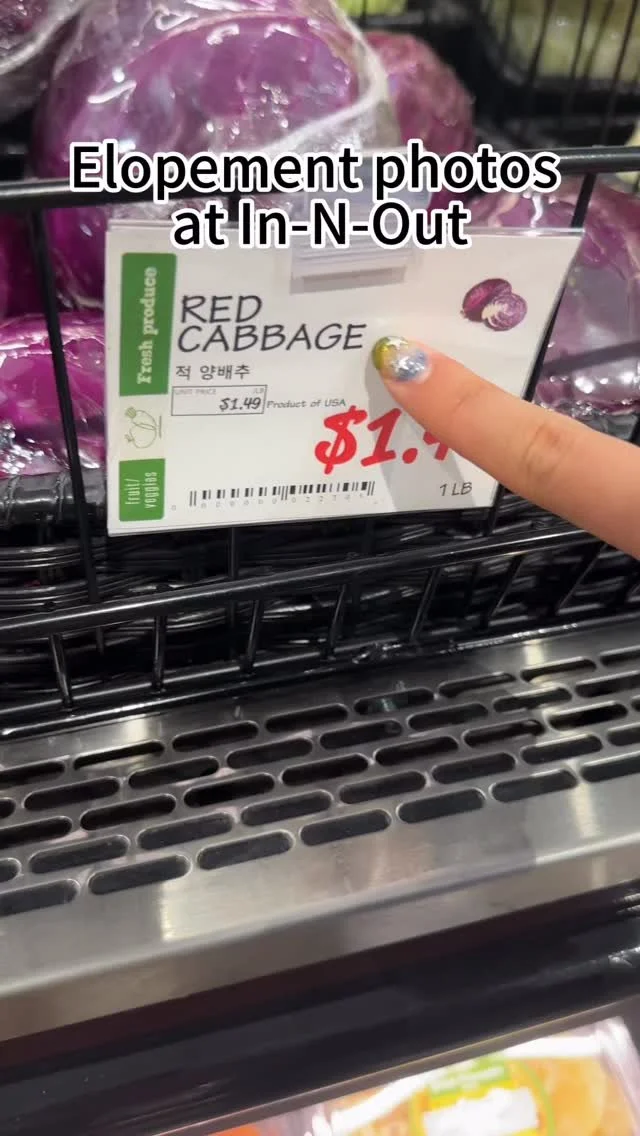 Elopement photos
at In-N-Out
Fresh produce
fruit/
veggies
RED
CABBAGE
적 양배추
UNIT PRICE
$1.49
Product of USA
$1.
1 LB